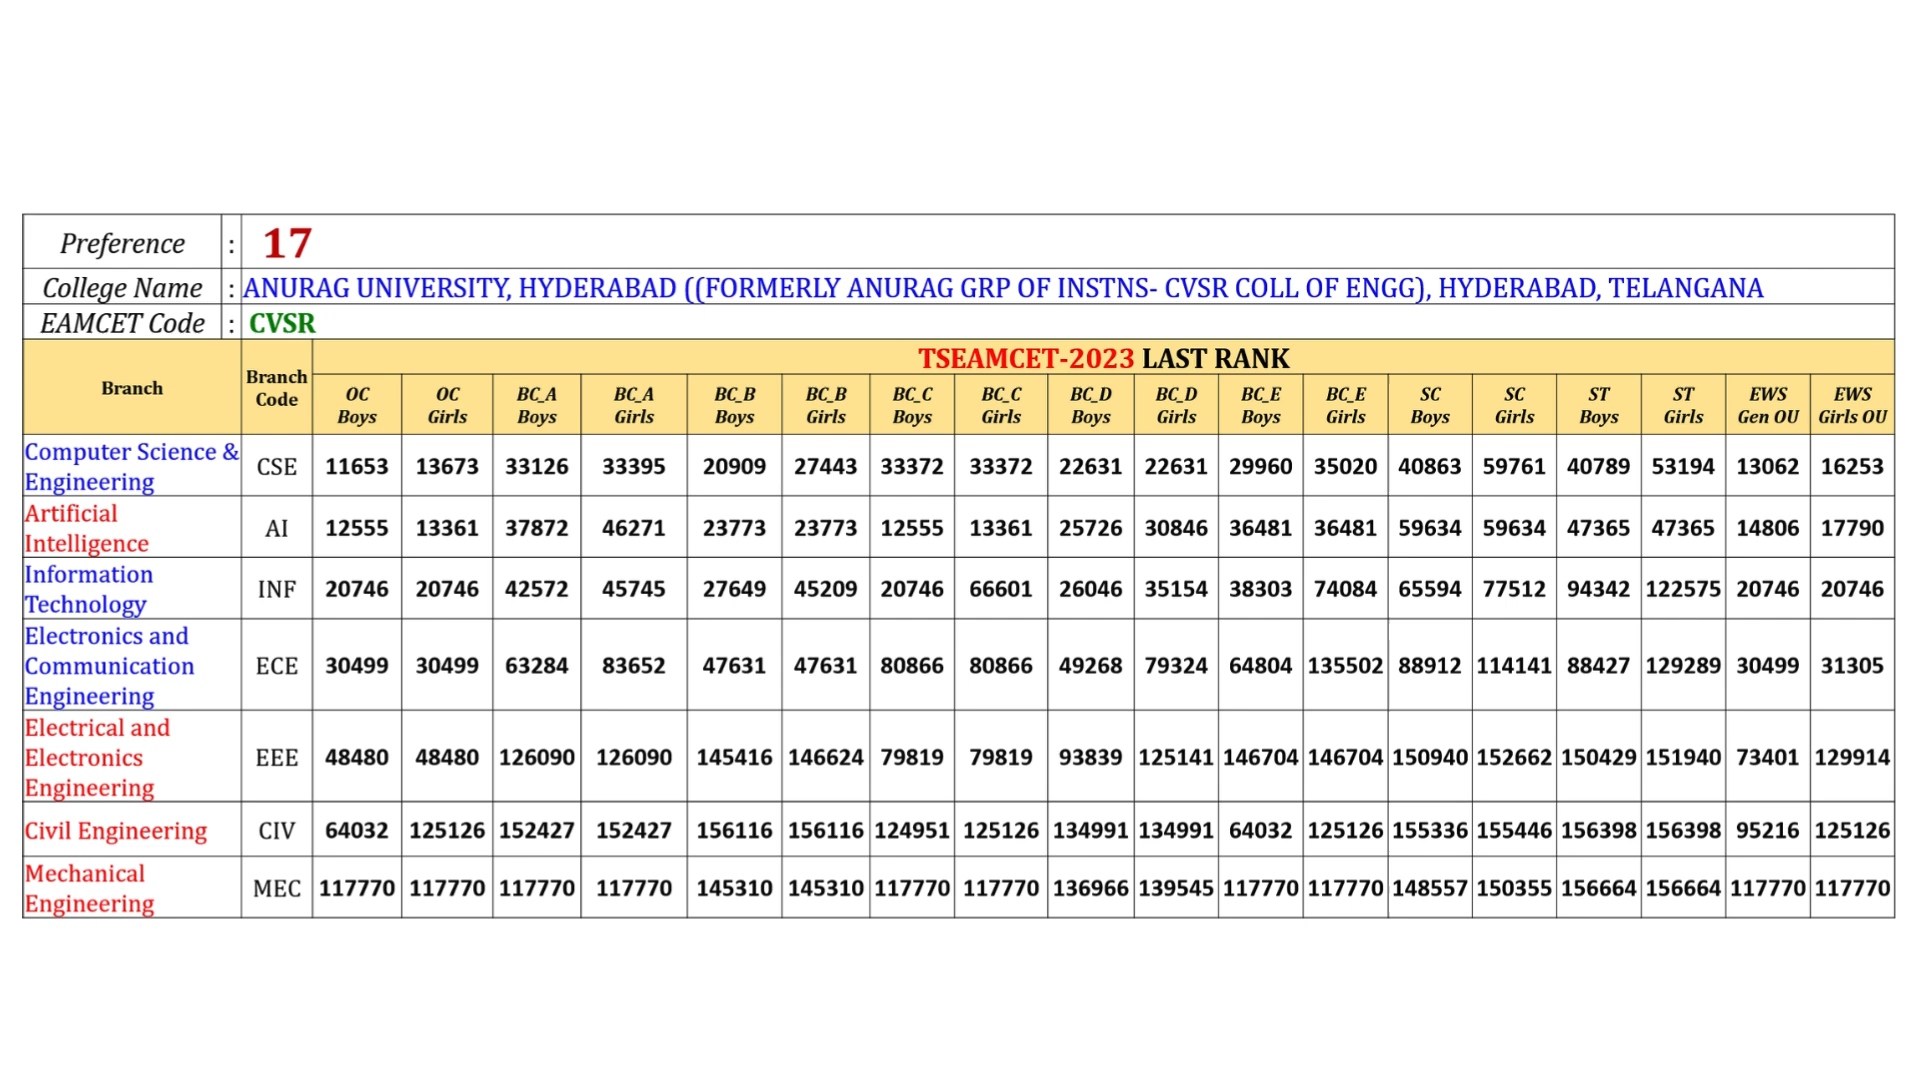 Preference : 17
College Name : ANURAG UNIVERSITY, HYDERABAD ((FORMERLY ANURAG GRP OF INSTNS- CVSR COLL OF ENGG), HYDERABAD, TELANGANA
EAMCET Code : CVSR
TSEAMCET-2023 LAST RANK
Branch Branch Code OC Boys OC Girls BC_A Boys BC_A Girls BC_B Boys BC_B Girls BC_C Boys BC_C Girls BC_D Boys BC_D Girls BC_E Boys BC_E Girls SC Boys SC Girls ST Boys ST Girls EWS Gen OU EWS Girls OU
Computer Science & Engineering CSE 11653 13673 33126 33395 20909 27443 33372 33372 22631 22631 29960 35020 40863 59761 40789 53194 13062 16253
Artificial Intelligence AI 12555 13361 37872 46271 23773 23773 12555 13361 25726 30846 36481 36481 59634 59634 47365 47365 14806 17790
Information Technology INF 20746 20746 42572 45745 27649 45209 20746 66601 26046 35154 38303 74084 65594 77512 94342 122575 20746 20746
Electronics and Communication Engineering ECE 30499 30499 63284 83652 47631 47631 80866 80866 49268 79324 64804 135502 88912 114141 88427 129289 30499 31305
Electrical and Electronics Engineering EEE 48480 48480 126090 126090 145416 146624 79819 79819 93839 125141 146704 146704 150940 152662 150429 151940 73401 129914
Civil Engineering CIV 64032 125126 152427 152427 156116 156116 124951 125126 134991 134991 64032 125126 155336 155446 156398 156398 95216 125126
Mechanical Engineering MEC 117770 117770 117770 117770 145310 145310 117770 117770 136966 139545 117770 117770 148557 150355 156664 156664 117770 117770